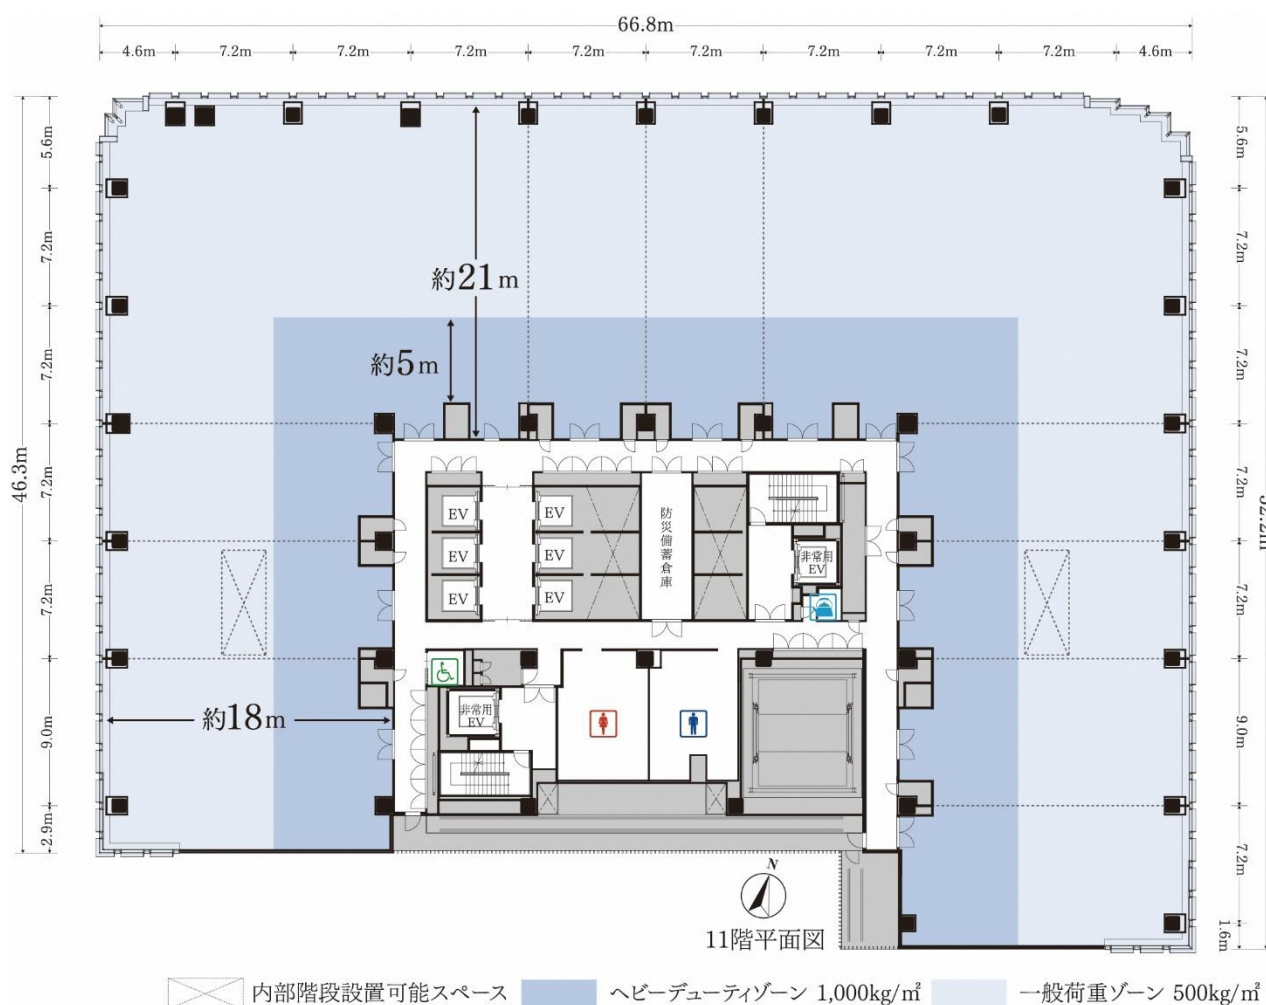 66.8m
4.6m 7.2m 7.2m 7.2m 7.2m 7.2m 7.2m 7.2m 7.2m 4.6m
5.6m
7.2m
7.2m
7.2m
7.2m
9.0m
2.9m
46.3m
約21m
約5m
約18m
EV EV
EV EV
EV EV
防災備蓄倉庫
非常用
EV
非常用
EV
5.6m
7.2m
7.2m
7.2m
7.2m
9.0m
7.2m
1.6m
N
11階平面図
内部階段設置可能スペース ヘビーデューティゾーン 1,000kg/㎡ 一般荷重ゾーン 500kg/㎡